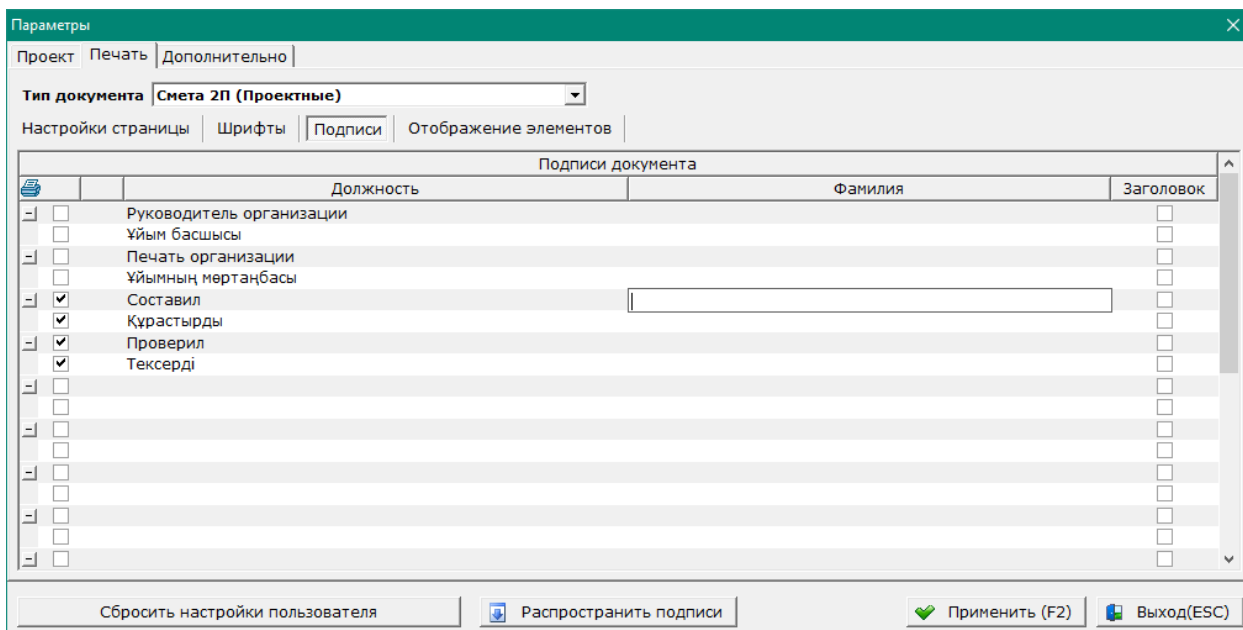 Параметры
Проект Печать Дополнительно
Тип документа Смета 2П (Проектные)
Настройки страницы Шрифты Подписи Отображение элементов
Подписи документа
Должность Фамилия Заголовок
Руководитель организации
Ұйым басшысы
Печать организации
Ұйымның мөртаңбасы
Составил
Құрастырды
Проверил
Тексерді
Сбросить настройки пользователя Распространить подписи Применить (F2) Выход(ESC)